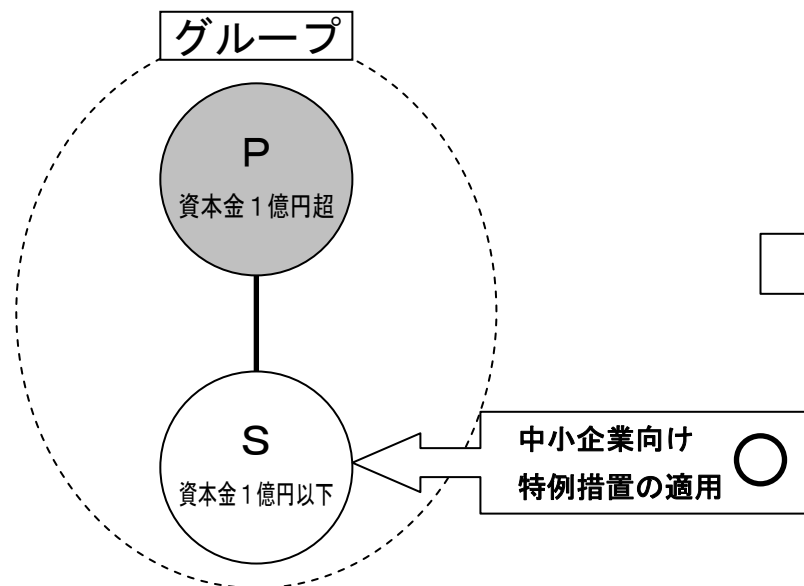 グループ
P
資本金１億円超
S
資本金１億円以下
中小企業向け
特例措置の適用 ○